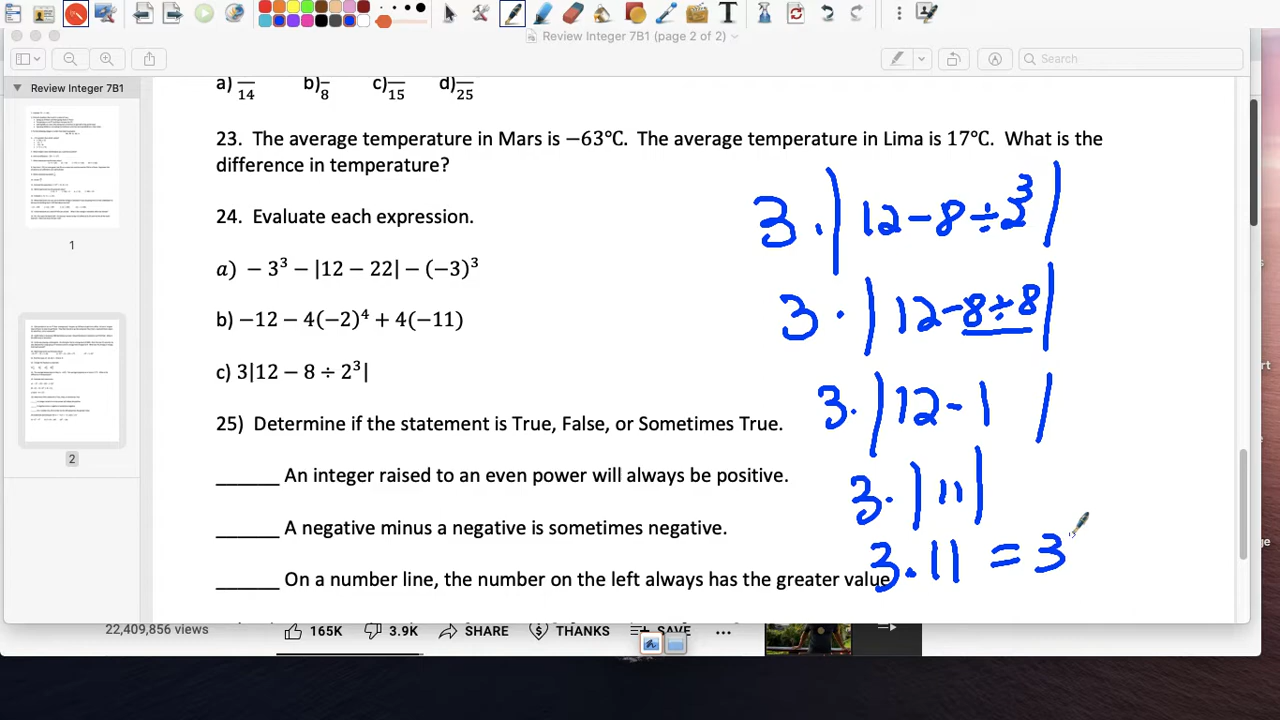 Review Integer 7B1 (page 2 of 2)
Search
Review Integer 7B1
1
2
a) — 14 b) — 8 c) — 15 d) — 25
23. The average temperature in Mars is −63°C. The average temperature in Lima is 17°C. What is the
difference in temperature?
24. Evaluate each expression.
a) − 3³ − |12 − 22| − (−3)³
b) −12 − 4(−2)⁴ + 4(−11)
c) 3|12 − 8 ÷ 2³|
25) Determine if the statement is True, False, or Sometimes True.
______ An integer raised to an even power will always be positive.
______ A negative minus a negative is sometimes negative.
______ On a number line, the number on the left always has the greater value
3 · | 12 − 8 ÷ 2³ |
3 · | 12 − 8 ÷ 8 |
3 · | 12 − 1 |
3 · | 11 |
3 · 11 = 3
22,409,856 views 165K 3.9K SHARE THANKS SAVE ...